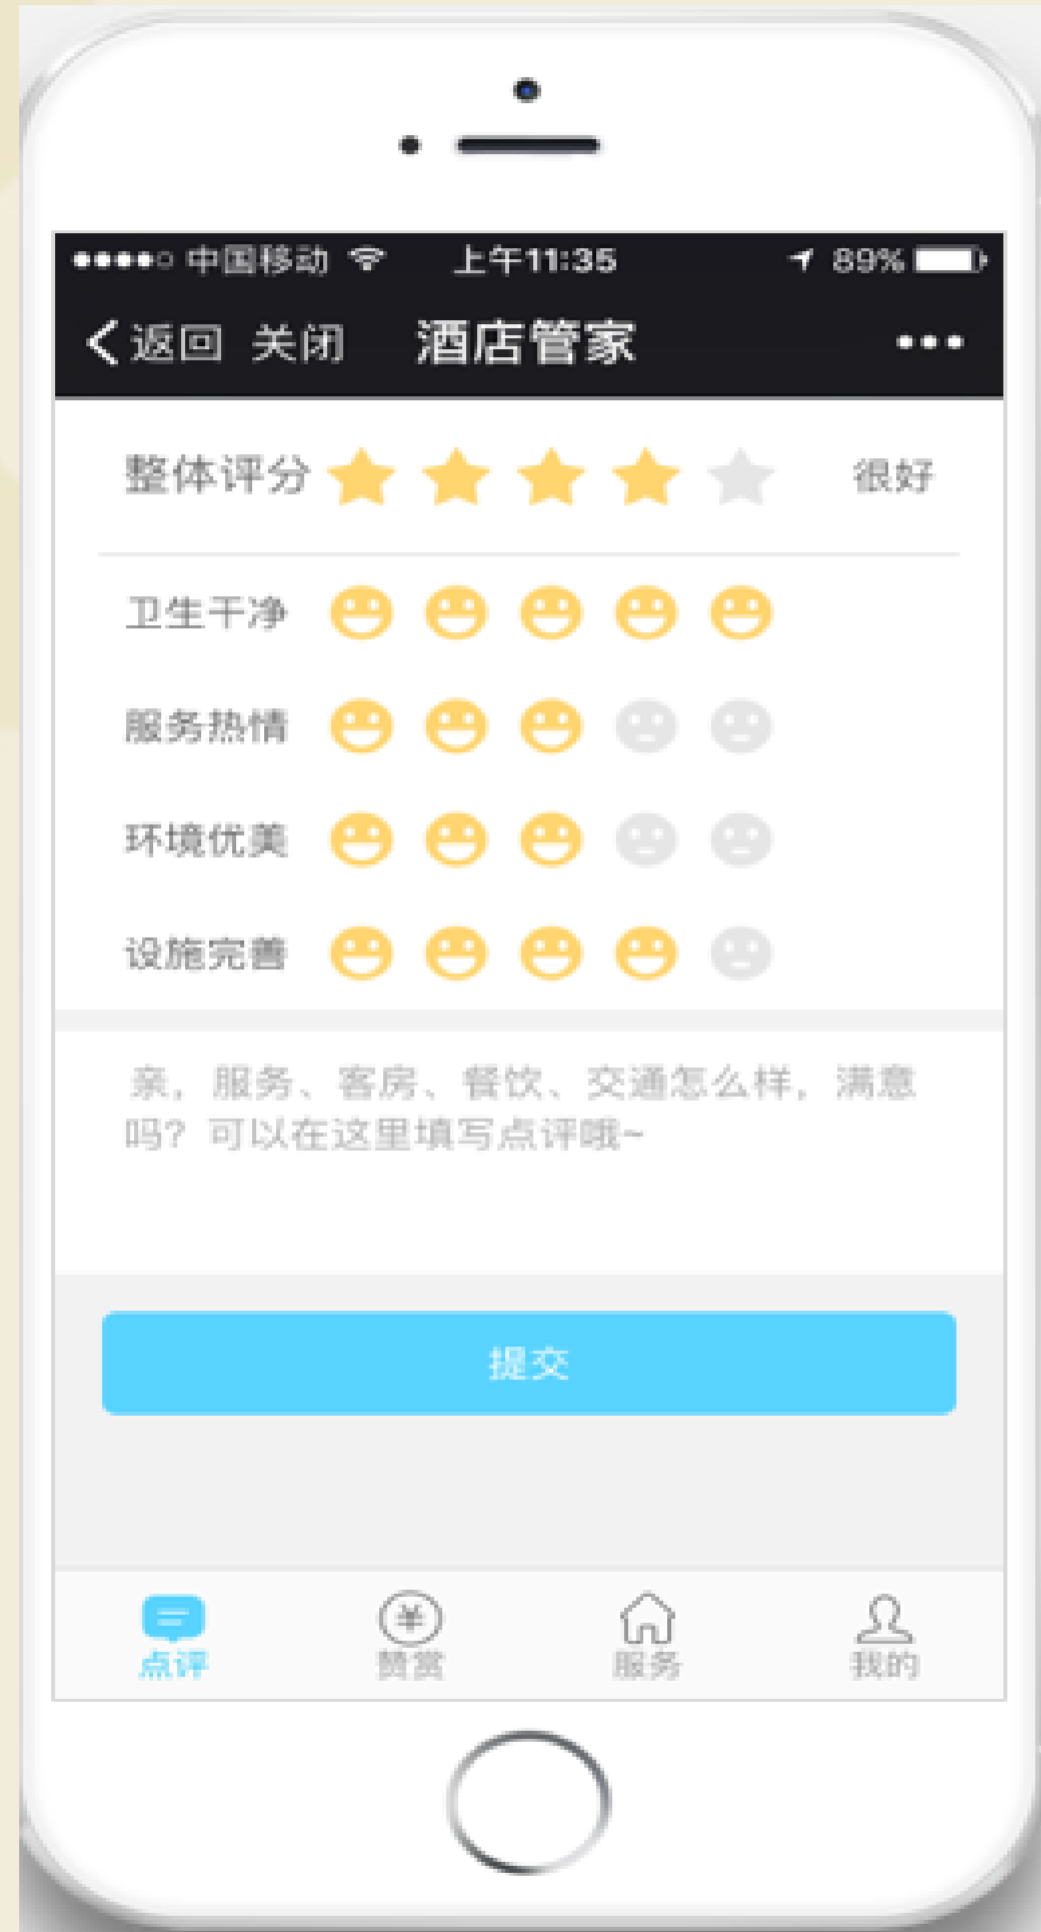 中国移动 上午11:35 89%
返回 关闭 酒店管家
整体评分 很好
卫生干净
服务热情
环境优美
设施完善
亲，服务、客房、餐饮、交通怎么样，满意
吗？可以在这里填写点评哦~
提交
点评 赞赏 服务 我的